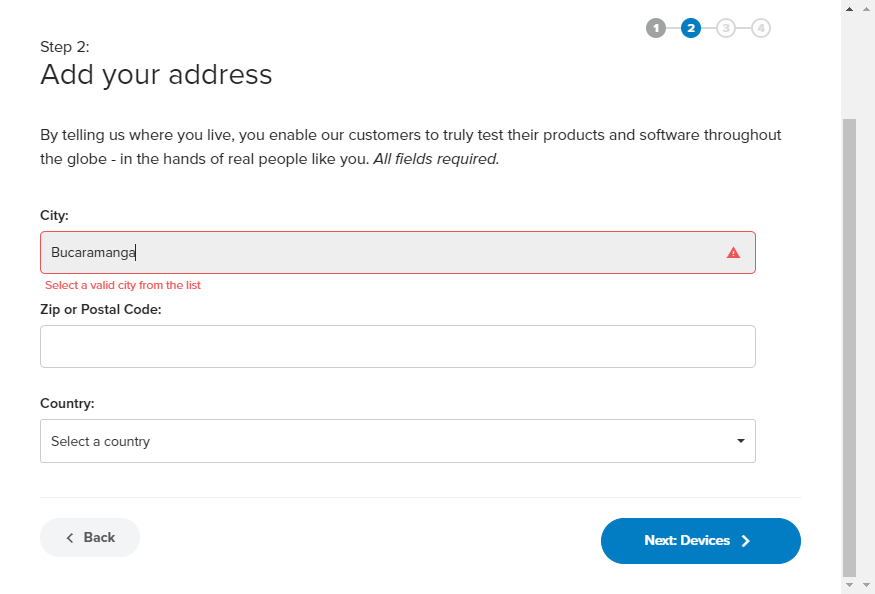 1 2 3 4
Step 2:
Add your address
By telling us where you live, you enable our customers to truly test their products and software throughout
the globe - in the hands of real people like you. All fields required.
City:
Bucaramanga
Select a valid city from the list
Zip or Postal Code:
Country:
Select a country
Back
Next: Devices